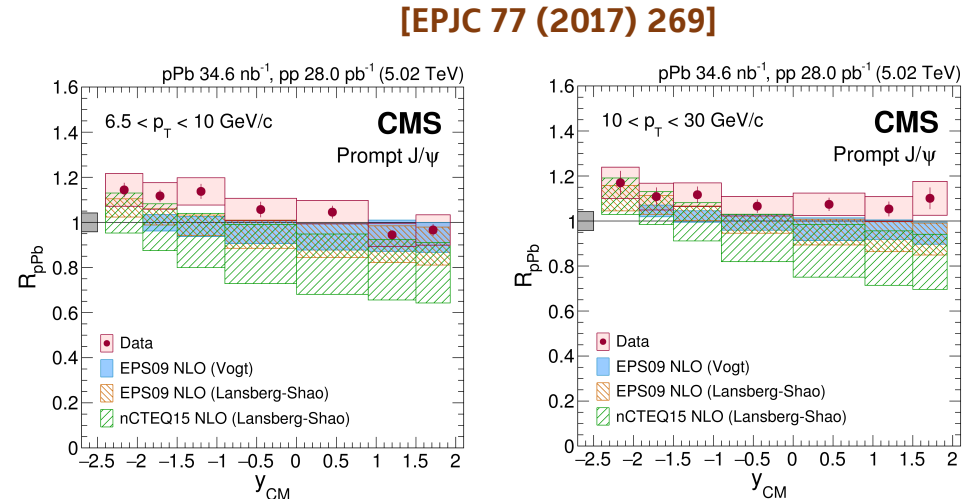 [EPJC 77 (2017) 269]
pPb 34.6 nb⁻¹, pp 28.0 pb⁻¹ (5.02 TeV)
6.5 < p_T < 10 GeV/c
CMS
Prompt J/ψ
R_pPb
1.6
1.4
1.2
1
0.8
0.6
0.4
0.2
0
Data
EPS09 NLO (Vogt)
EPS09 NLO (Lansberg-Shao)
nCTEQ15 NLO (Lansberg-Shao)
−2.5 −2 −1.5 −1 −0.5 0 0.5 1 1.5 2
y_CM
pPb 34.6 nb⁻¹, pp 28.0 pb⁻¹ (5.02 TeV)
10 < p_T < 30 GeV/c
CMS
Prompt J/ψ
R_pPb
1.6
1.4
1.2
1
0.8
0.6
0.4
0.2
0
Data
EPS09 NLO (Vogt)
EPS09 NLO (Lansberg-Shao)
nCTEQ15 NLO (Lansberg-Shao)
−2.5 −2 −1.5 −1 −0.5 0 0.5 1 1.5 2
y_CM